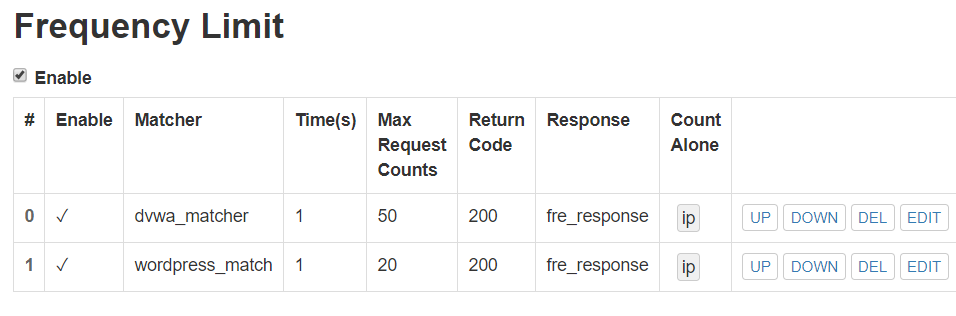 Frequency Limit
Enable
# Enable Matcher Time(s) Max Request Counts Return Code Response Count Alone
0 ✓ dvwa_matcher 1 50 200 fre_response ip UP DOWN DEL EDIT
1 ✓ wordpress_match 1 20 200 fre_response ip UP DOWN DEL EDIT